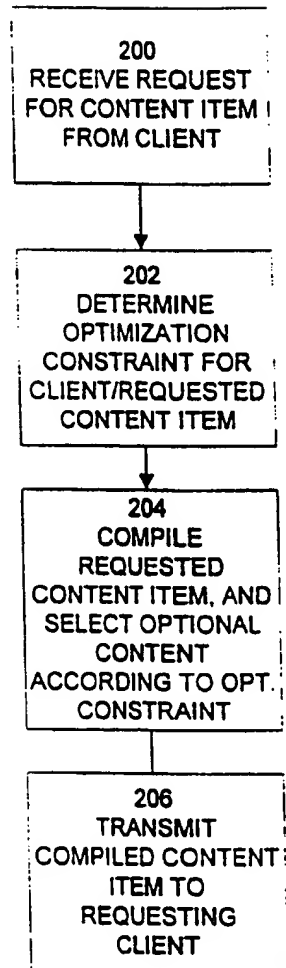 200
RECEIVE REQUEST
FOR CONTENT ITEM
FROM CLIENT
202
DETERMINE
OPTIMIZATION
CONSTRAINT FOR
CLIENT/REQUESTED
CONTENT ITEM
204
COMPILE
REQUESTED
CONTENT ITEM, AND
SELECT OPTIONAL
CONTENT
ACCORDING TO OPT.
CONSTRAINT
206
TRANSMIT
COMPILED CONTENT
ITEM TO
REQUESTING
CLIENT